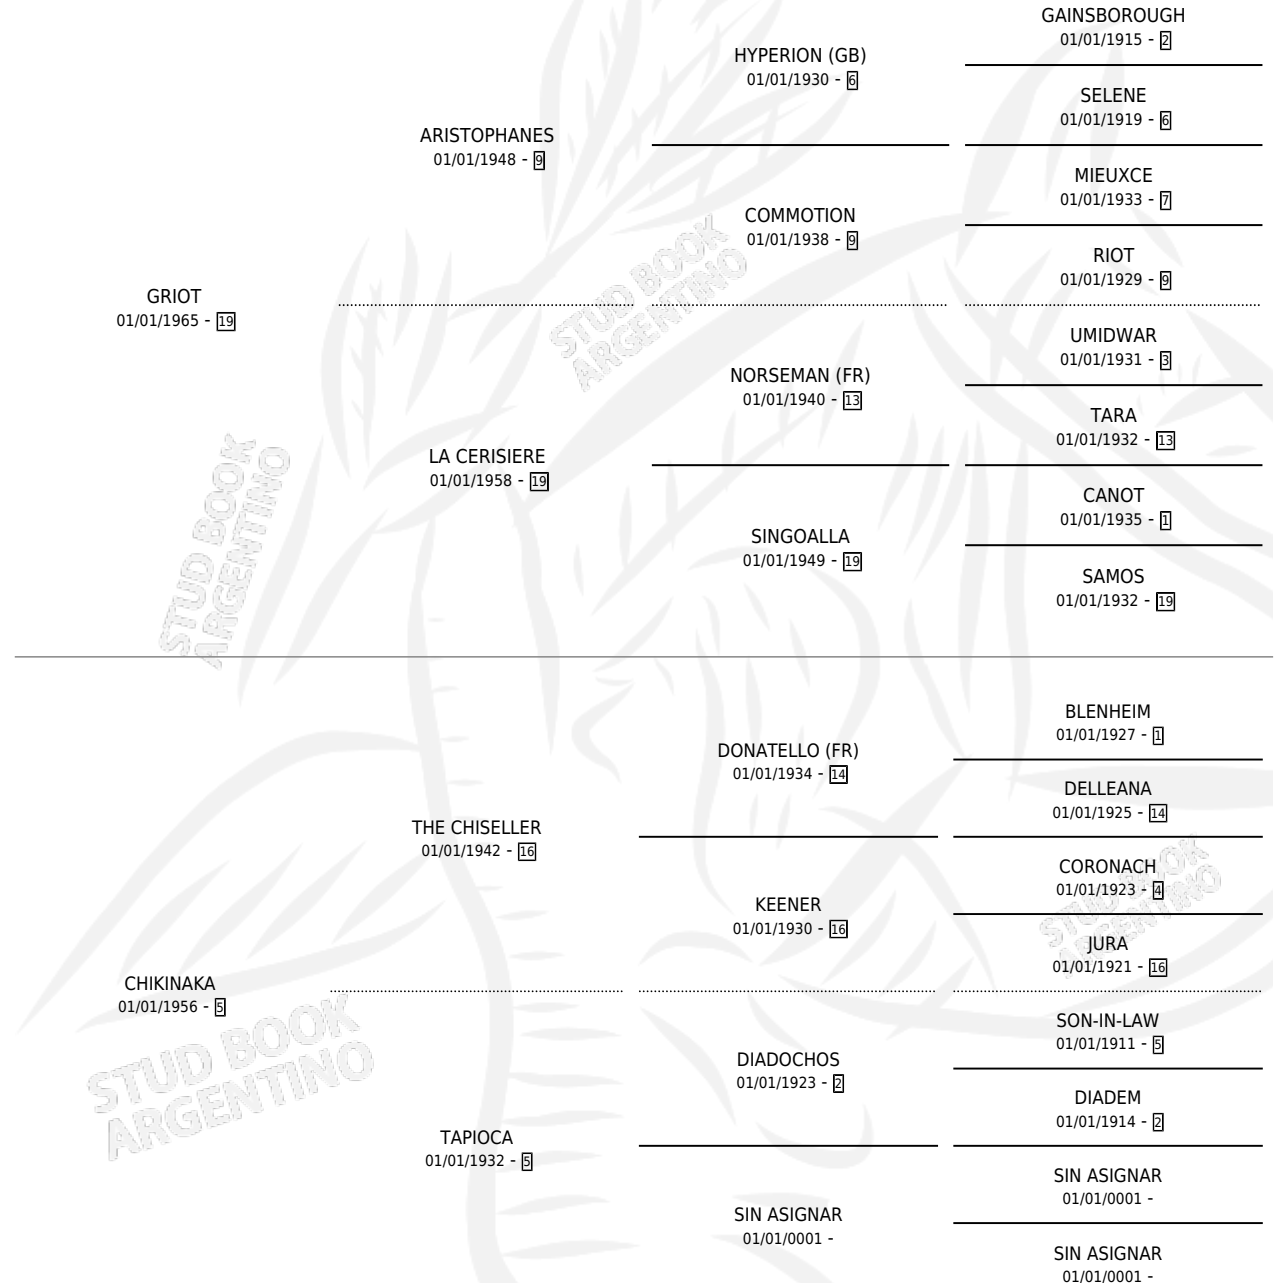 GAINSBOROUGH
01/01/1915 - 2
HYPERION (GB)
01/01/1930 - 6
SELENE
01/01/1919 - 6
ARISTOPHANES
01/01/1948 - 9
MIEUXCE
01/01/1933 - 7
COMMOTION
01/01/1938 - 9
RIOT
01/01/1929 - 9
GRIOT
01/01/1965 - 19
STUD BOOK
ARGENTINO
UMIDWAR
01/01/1931 - 3
NORSEMAN (FR)
01/01/1940 - 13
TARA
01/01/1932 - 13
LA CERISIERE
01/01/1958 - 19
CANOT
01/01/1935 - 1
SINGOALLA
01/01/1949 - 19
SAMOS
01/01/1932 - 19
STUD BOOK
ARGENTINO
BLENHEIM
01/01/1927 - 1
DONATELLO (FR)
01/01/1934 - 14
DELLEANA
01/01/1925 - 14
THE CHISELLER
01/01/1942 - 16
CORONACH
01/01/1923 - 4
KEENER
01/01/1930 - 16
JURA
01/01/1921 - 16
STUD BOOK
ARGENTINO
CHIKINAKA
01/01/1956 - 5
SON-IN-LAW
01/01/1911 - 5
DIADOCHOS
01/01/1923 - 2
DIADEM
01/01/1914 - 2
STUD BOOK
ARGENTINO
TAPIOCA
01/01/1932 - 5
SIN ASIGNAR
01/01/0001 -
SIN ASIGNAR
01/01/0001 -
SIN ASIGNAR
01/01/0001 -